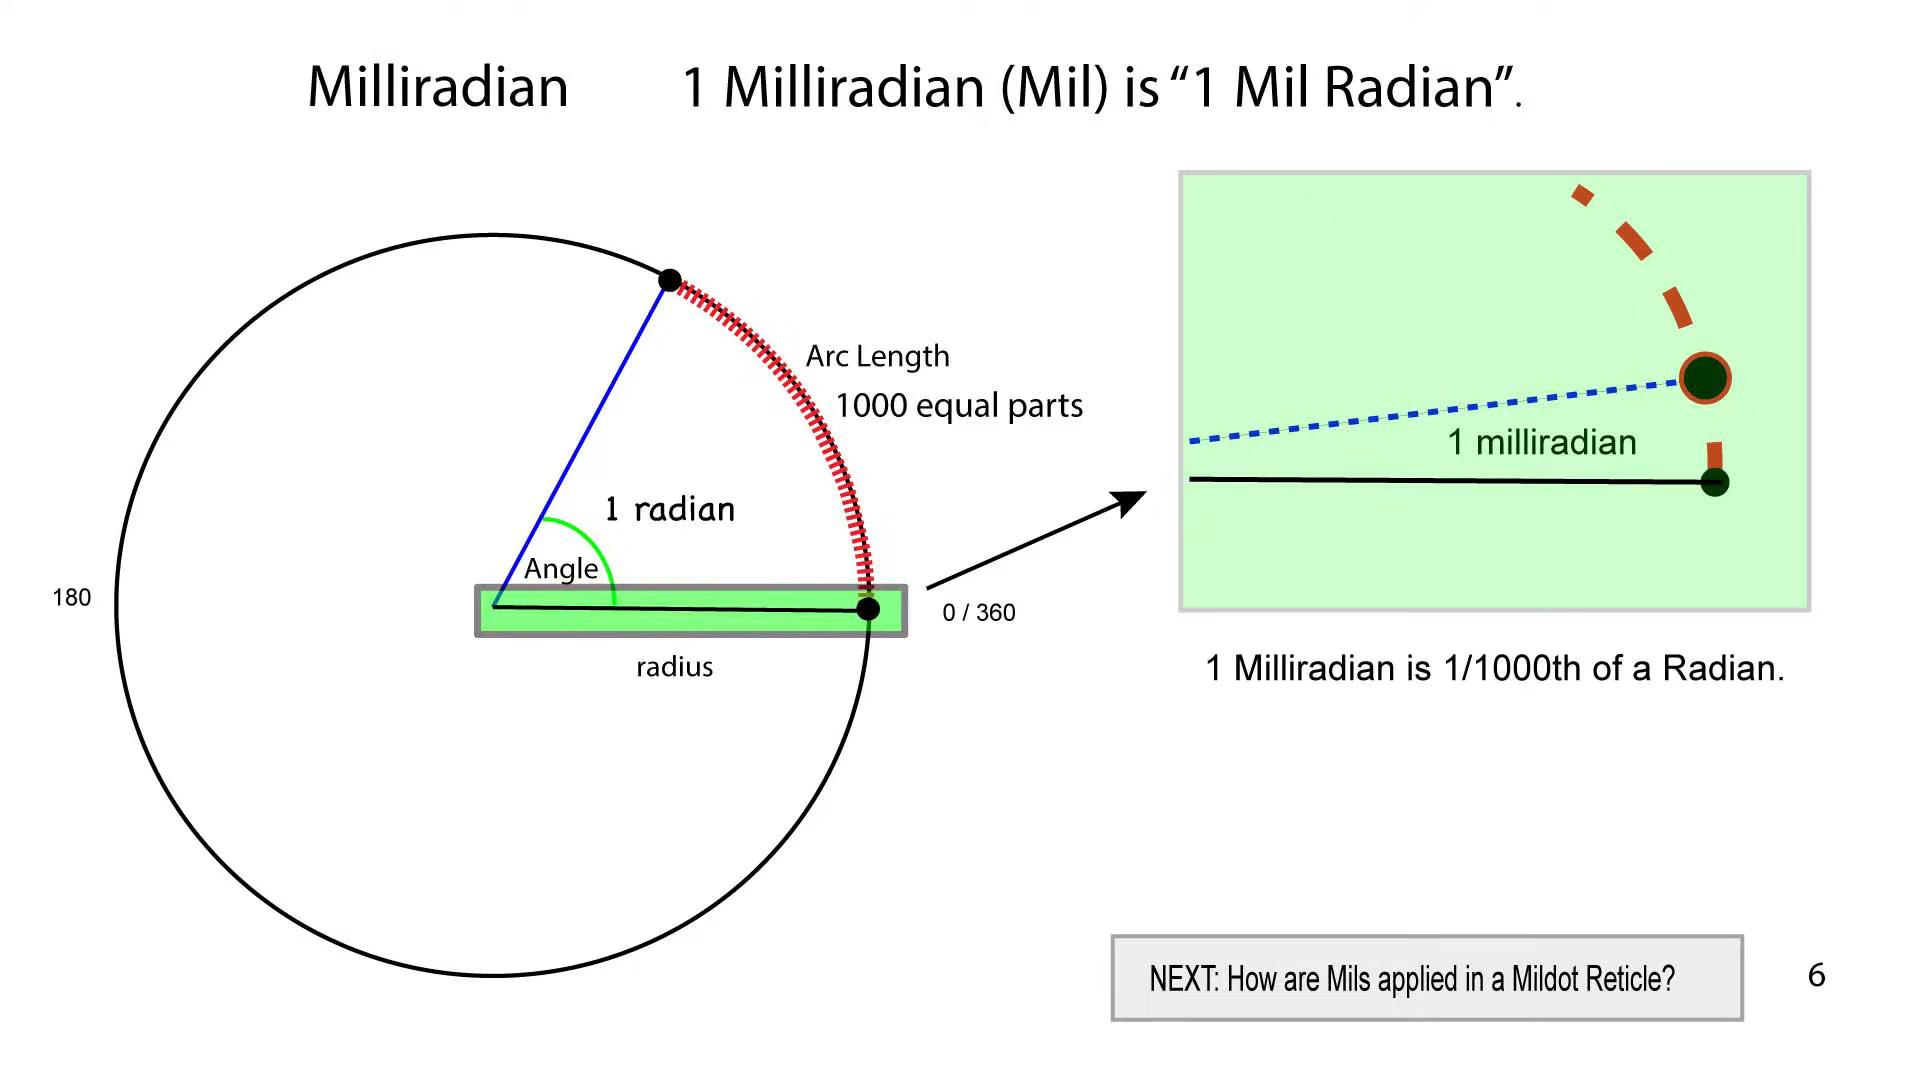 Milliradian
1 Milliradian (Mil) is “1 Mil Radian”.
Arc Length
1000 equal parts
1 radian
Angle
180
0 / 360
radius
1 milliradian
1 Milliradian is 1/1000th of a Radian.
NEXT: How are Mils applied in a Mildot Reticle?
6